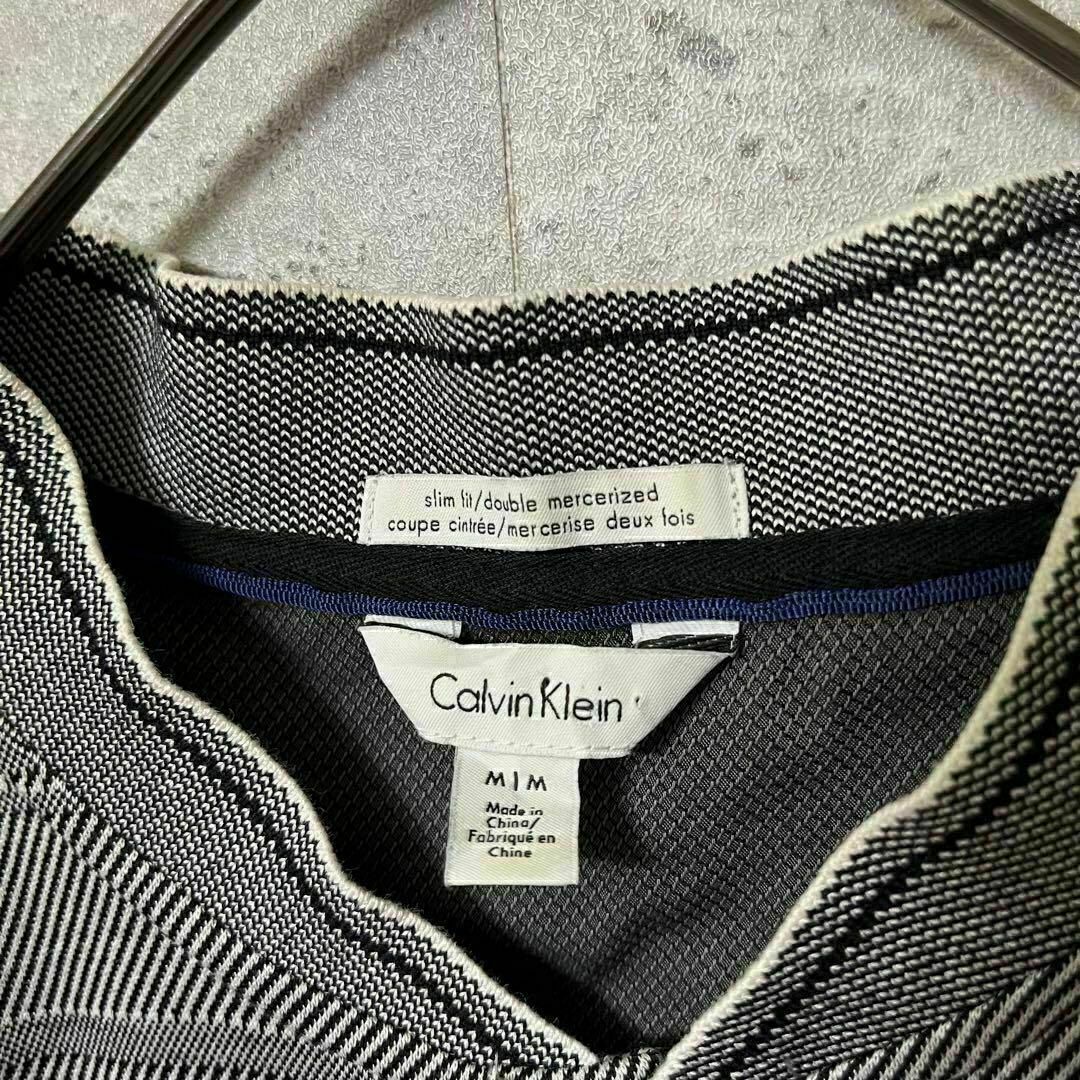 slim fit/double mercerized
coupe cintrée/mercerise deux fois
Calvin Klein
M|M
Made in
China/
Fabriqué en
Chine